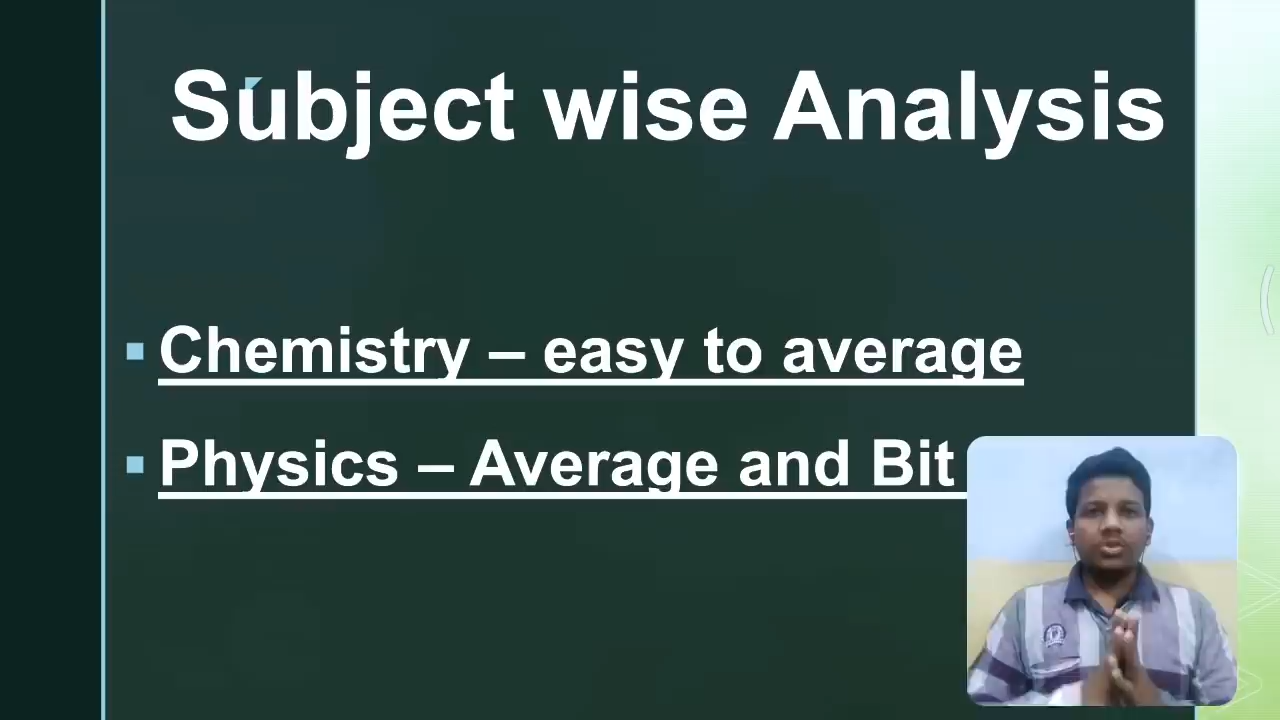 Subject wise Analysis
Chemistry – easy to average
Physics – Average and Bit